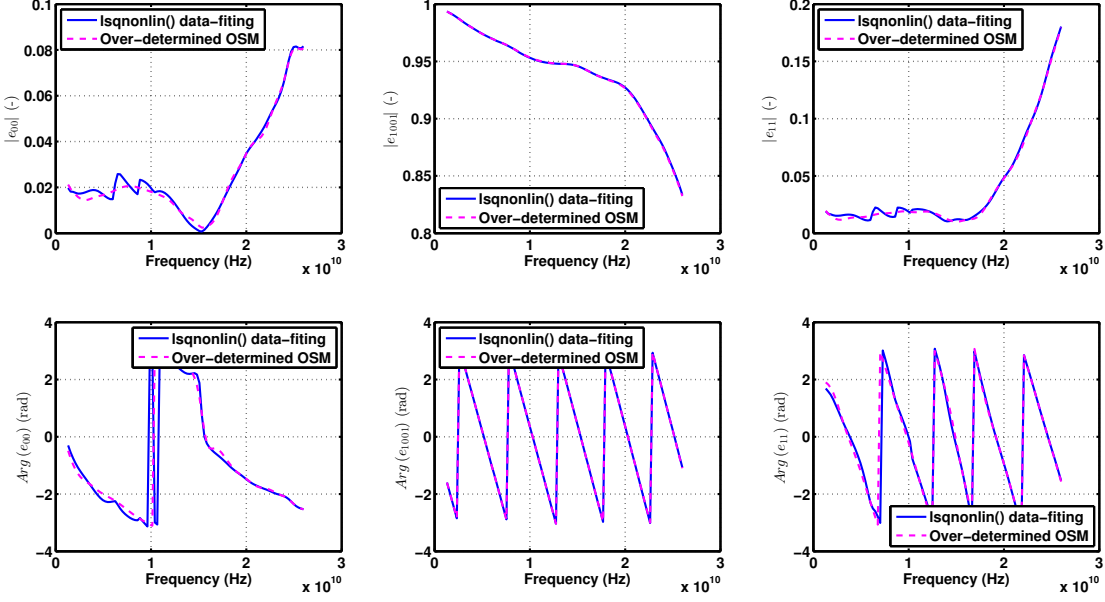 0.1
0.08
0.06
0.04
0.02
0
0
1
2
3
|e00| (-)
lsqnonlin() data-fiting
Over-determined OSM
Frequency (Hz)
x 10^10
1
0.95
0.9
0.85
0.8
0
1
2
3
|e1001| (-)
lsqnonlin() data-fiting
Over-determined OSM
Frequency (Hz)
x 10^10
0.2
0.15
0.1
0.05
0
0
1
2
3
|e11| (-)
lsqnonlin() data-fiting
Over-determined OSM
Frequency (Hz)
x 10^10
4
2
0
−2
−4
0
1
2
3
Arg (e00) (rad)
lsqnonlin() data-fiting
Over-determined OSM
Frequency (Hz)
x 10^10
4
2
0
−2
−4
0
1
2
3
Arg (e1001) (rad)
lsqnonlin() data-fiting
Over-determined OSM
Frequency (Hz)
x 10^10
4
2
0
−2
−4
0
1
2
3
Arg (e11) (rad)
lsqnonlin() data-fiting
Over-determined OSM
Frequency (Hz)
x 10^10